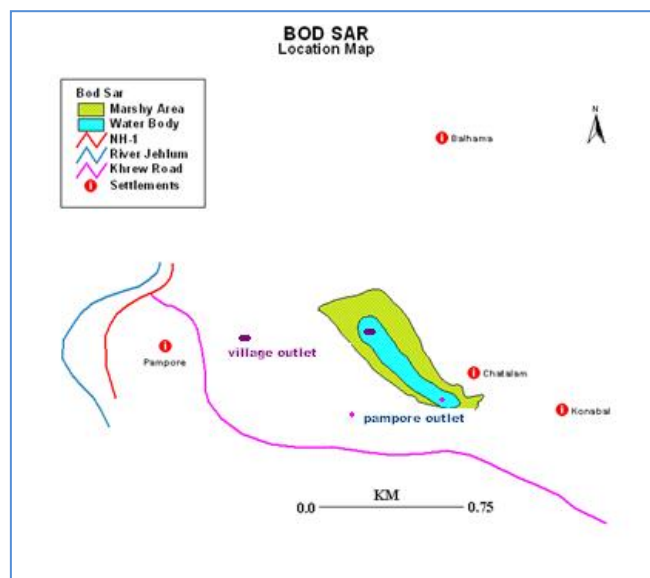 BOD SAR
Location Map
Bod Sar
Marshy Area
Water Body
NH-1
River Jehlum
Khrew Road
Settlements
N
Balhama
Pampore
village outlet
Chatalam
Konabal
pampore outlet
KM
0.0
0.75